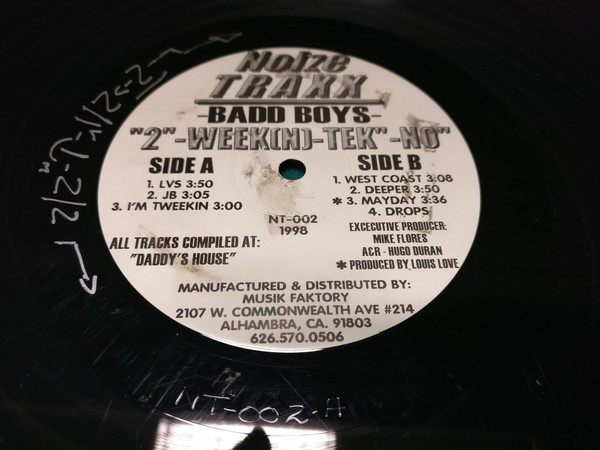 Noize
TRAXX
-BADD BOYS-
"2"-WEEK(N)-TEK"-NO"
SIDE A
1. LVS 3:50
2. JB 3:05
3. I'M TWEEKIN 3:00
SIDE B
1. WEST COAST 3:08
2. DEEPER 3:50
* 3. MAYDAY 3:36
4. DROPS
NT-002
1998
ALL TRACKS COMPILED AT:
"DADDY'S HOUSE"
EXCECUTIVE PRODUCER:
MIKE FLORES
A&R - HUGO DURAN
* PRODUCED BY LOUIS LOVE
MANUFACTURED & DISTRIBUTED BY:
MUSIK FAKTORY
2107 W. COMMONWEALTH AVE #214
ALHAMBRA, CA. 91803
626.570.0506
NT-002-A